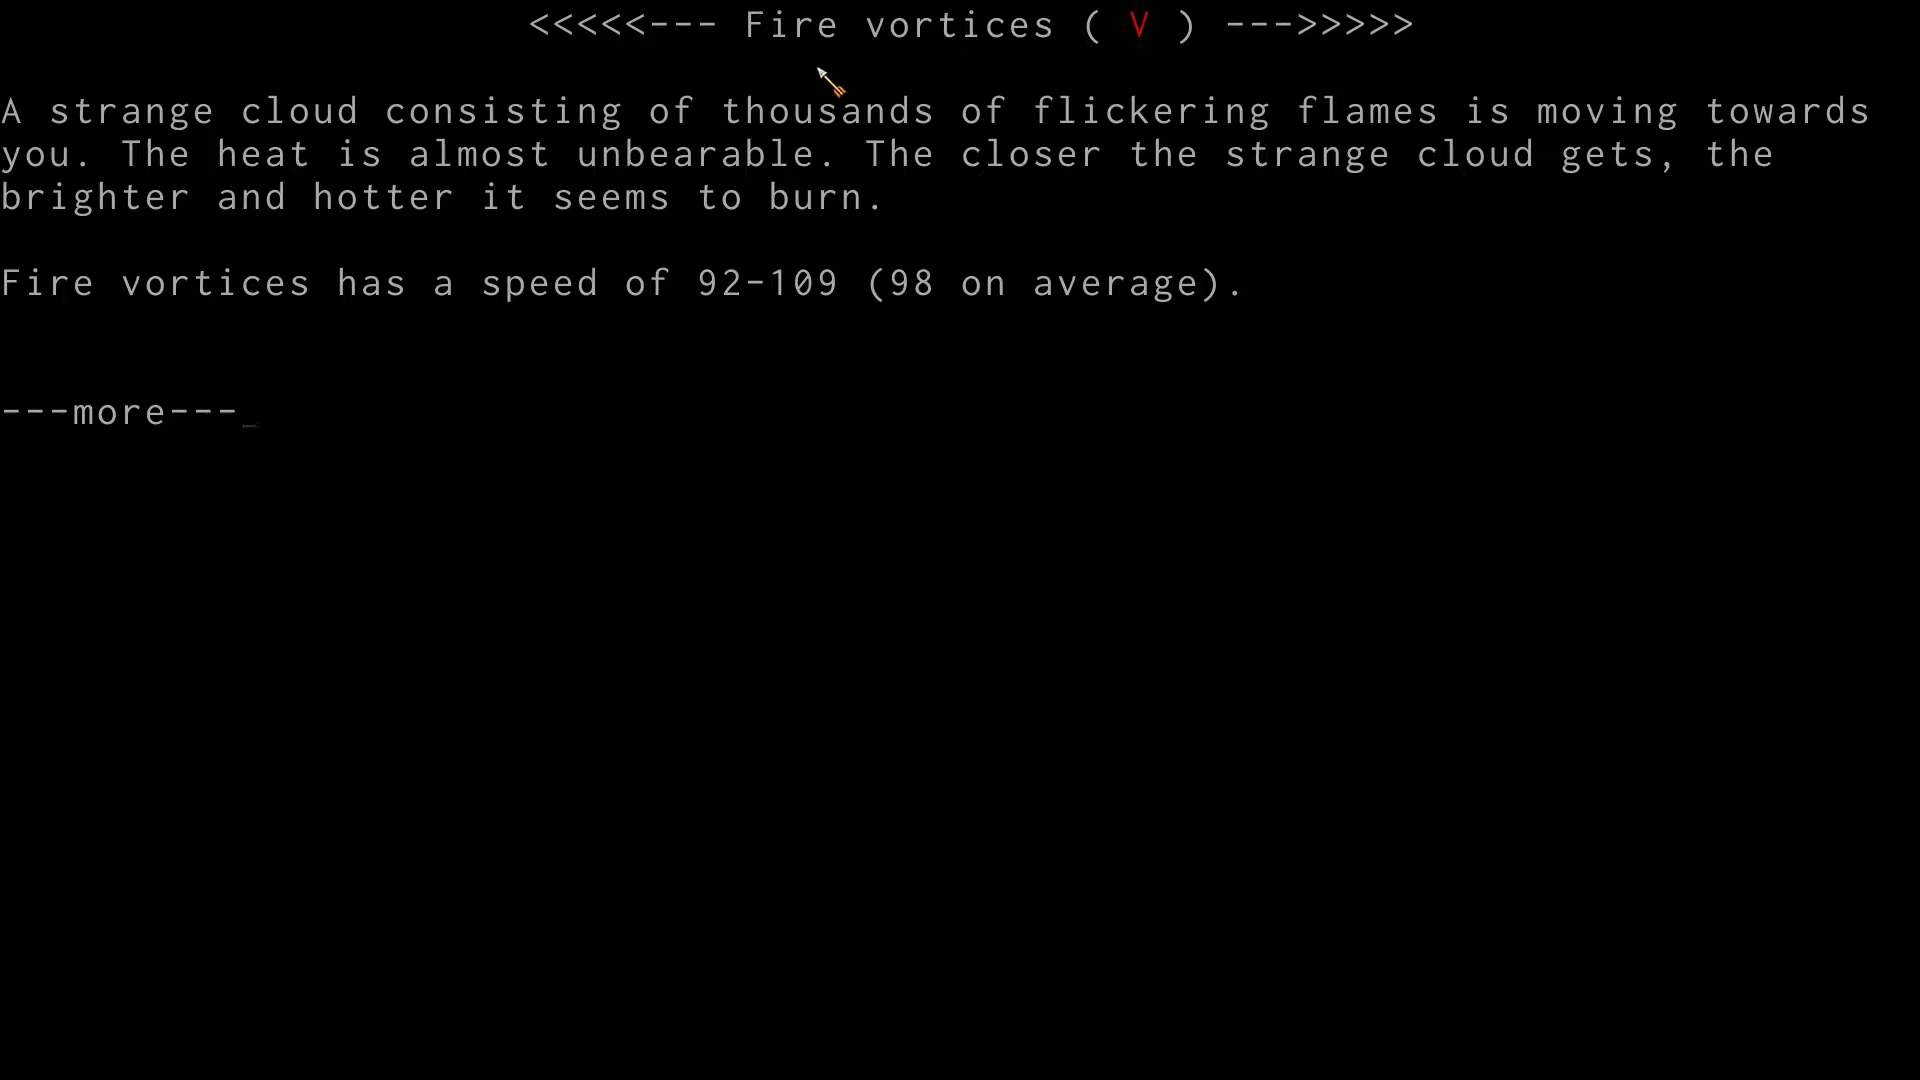 <<<<<--- Fire vortices ( V ) --->>>>>
A strange cloud consisting of thousands of flickering flames is moving towards
you. The heat is almost unbearable. The closer the strange cloud gets, the
brighter and hotter it seems to burn.
Fire vortices has a speed of 92-109 (98 on average).
---more---_